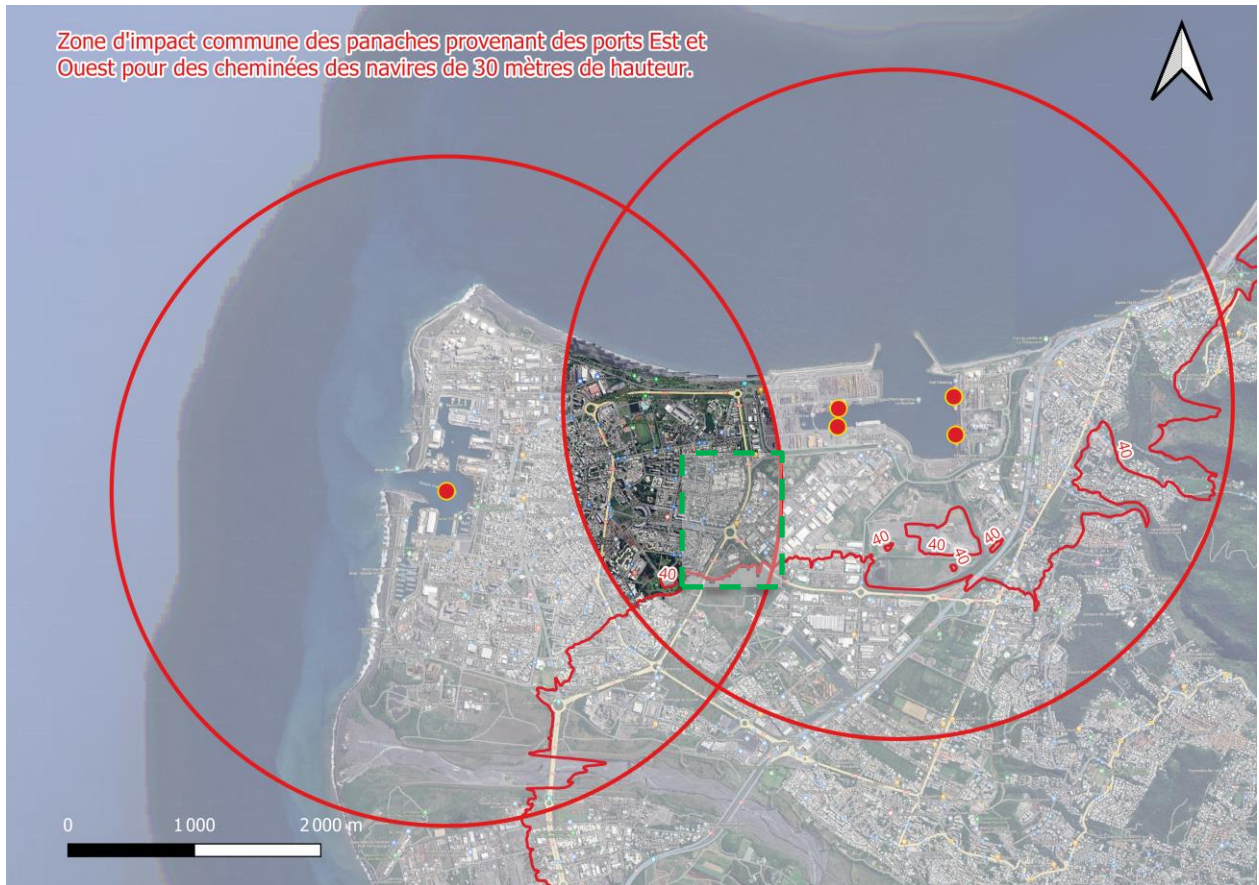 Zone d'impact commune des panaches provenant des ports Est et
Ouest pour des cheminées des navires de 30 mètres de hauteur.
40
40
40
40
40
40
0 1 000 2 000 m